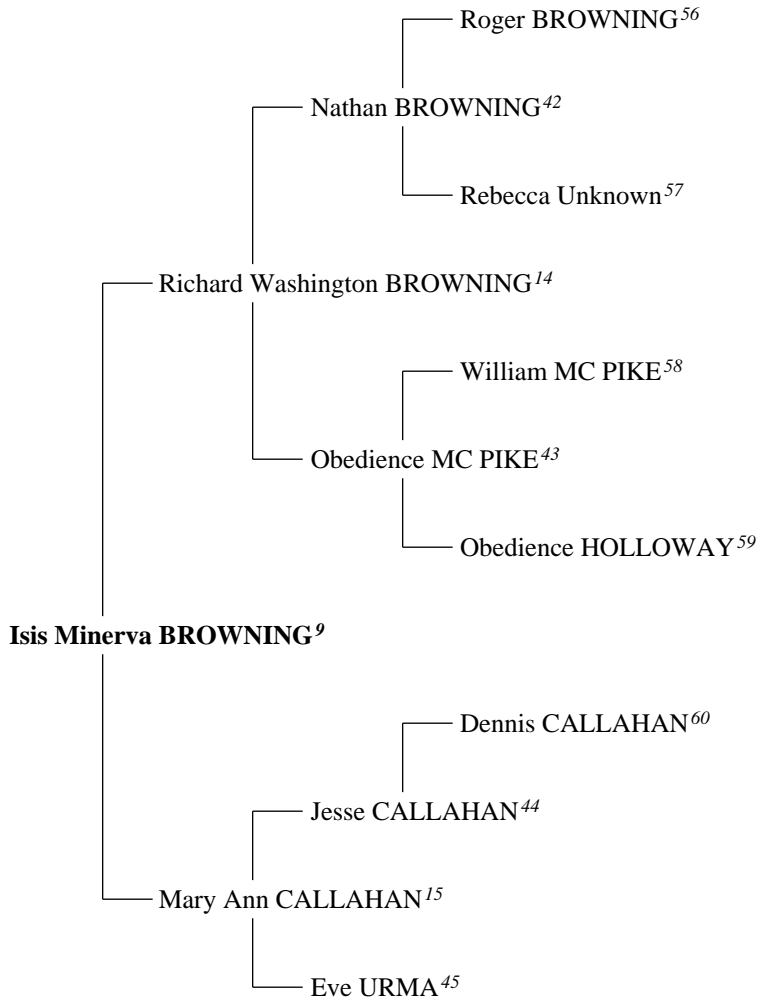 Roger BROWNING56
Nathan BROWNING42
Rebecca Unknown57
Richard Washington BROWNING14
William MC PIKE58
Obedience MC PIKE43
Obedience HOLLOWAY59
Isis Minerva BROWNING9
Dennis CALLAHAN60
Jesse CALLAHAN44
Mary Ann CALLAHAN15
Eve URMA45